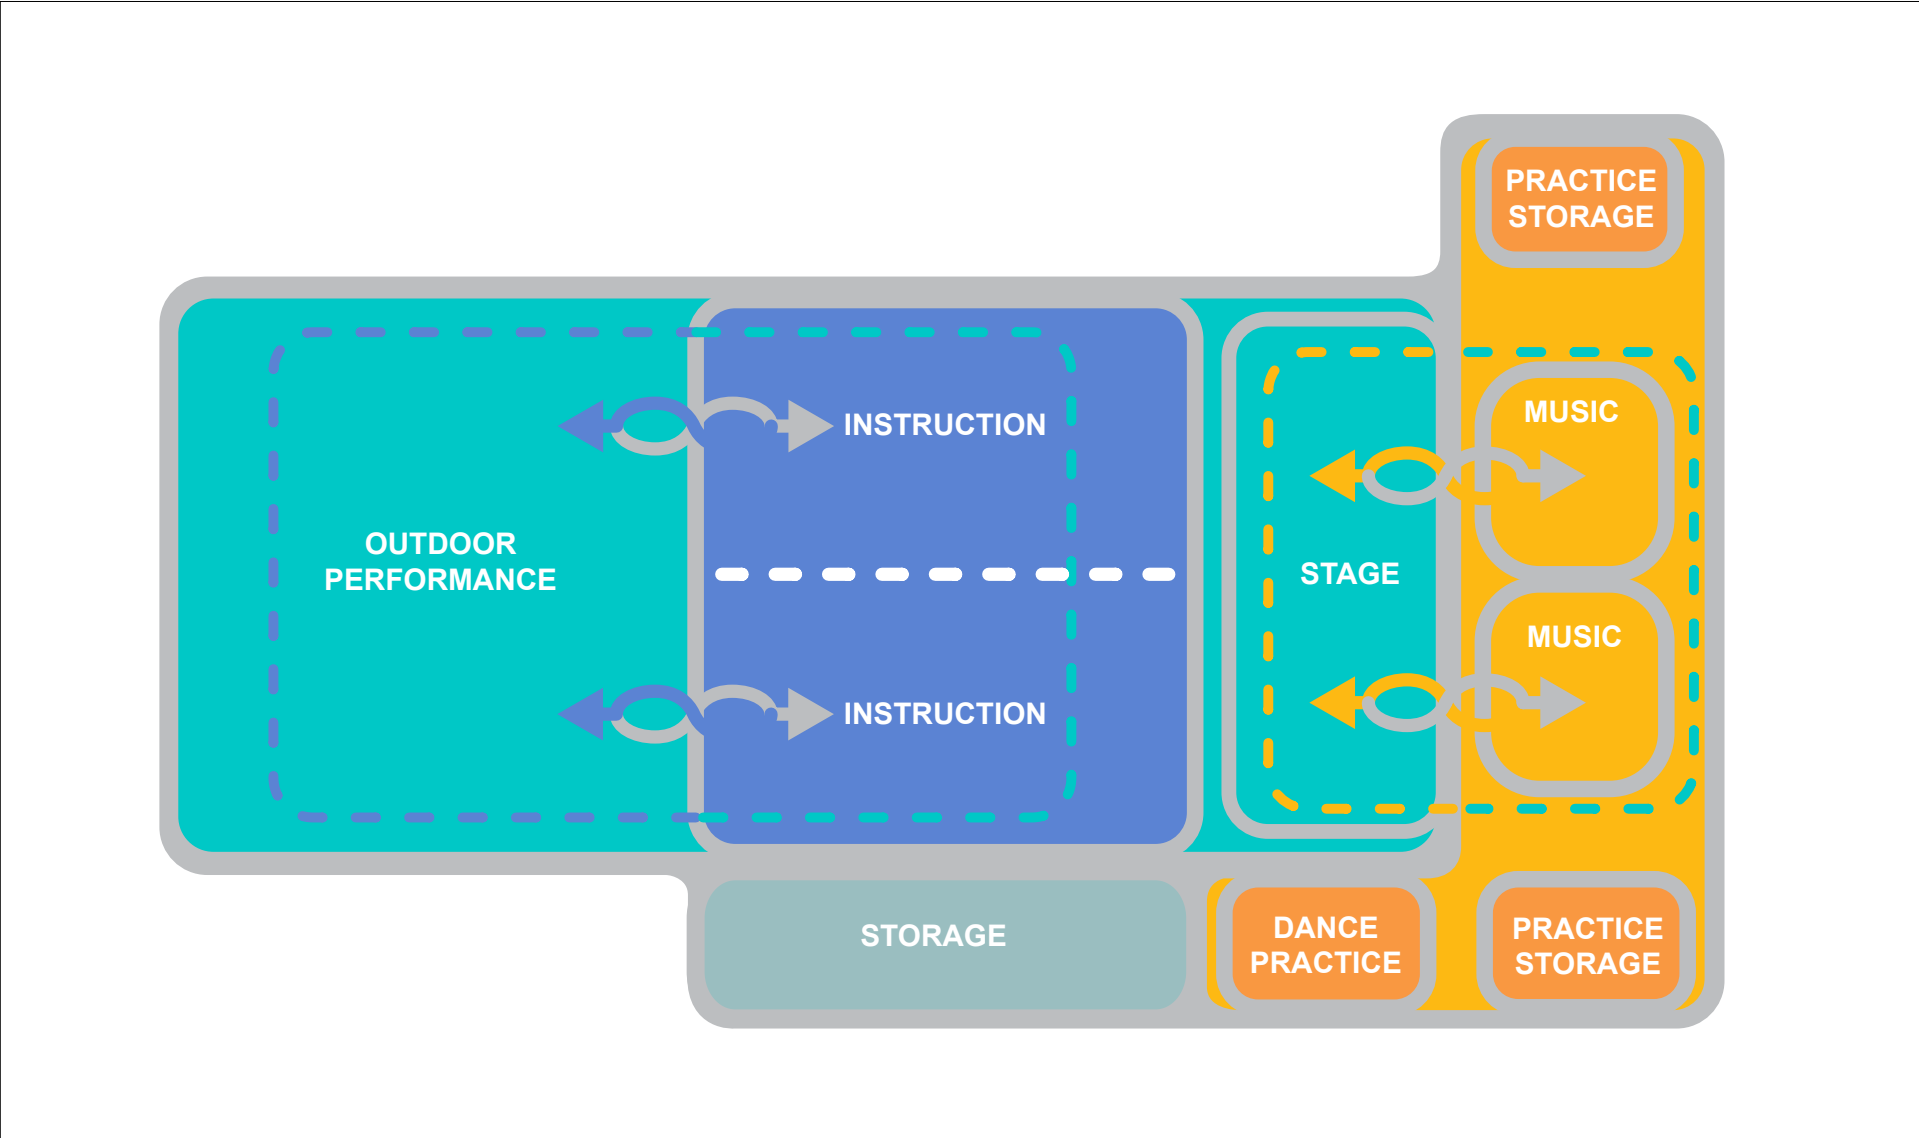 PRACTICE
STORAGE
MUSIC
INSTRUCTION
OUTDOOR
PERFORMANCE
STAGE
MUSIC
INSTRUCTION
STORAGE
DANCE
PRACTICE
PRACTICE
STORAGE